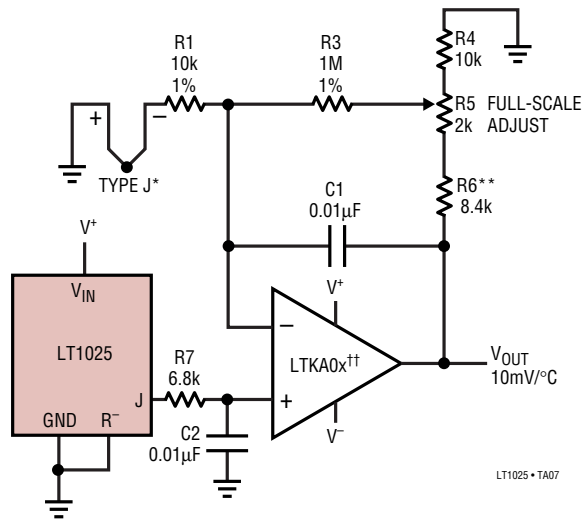 R1
10k
1%
R3
1M
1%
R4
10k
R5 FULL-SCALE
2k ADJUST
+
−
TYPE J*
R6**
8.4k
C1
0.01µF
V+
VIN
LT1025
J
GND R−
R7
6.8k
C2
0.01µF
V+
−
LTKA0x††
+
V−
VOUT
10mV/°C
LT1025 • TA07